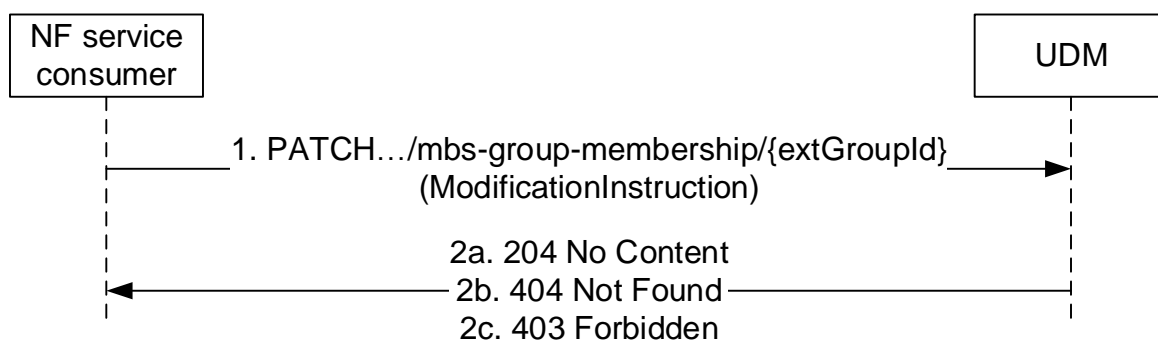 NF service
consumer
UDM
1. PATCH…/mbs-group-membership/{extGroupId}
(ModificationInstruction)
2a. 204 No Content
2b. 404 Not Found
2c. 403 Forbidden